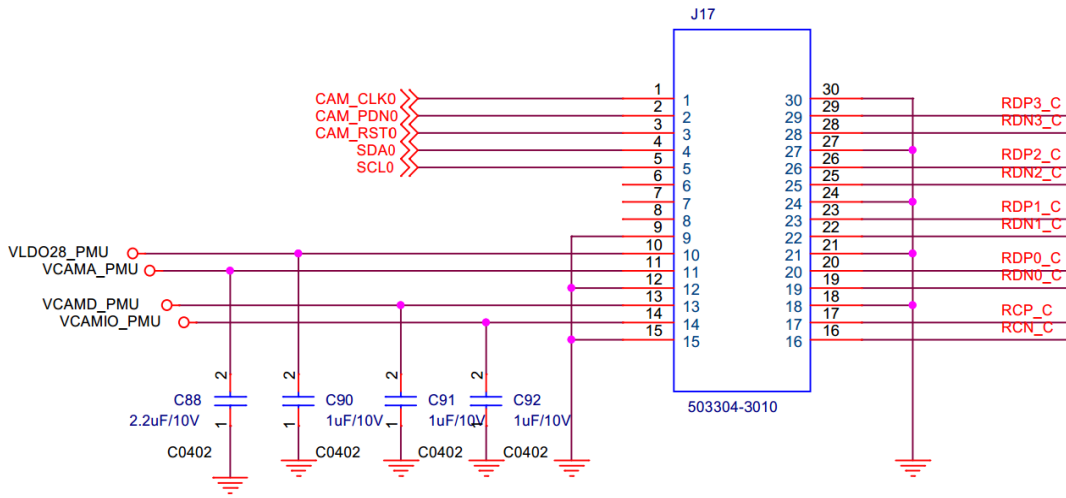 J17
CAM_CLK0 1 1 30 30
CAM_PDN0 2 2 29 29 RDP3_C
CAM_RST0 3 3 28 28 RDN3_C
SDA0 4 4 27 27
SCL0 5 5 26 26 RDP2_C
6 6 25 25 RDN2_C
7 7 24 24
8 8 23 23 RDP1_C
9 9 22 22 RDN1_C
VLDO28_PMU 10 10 21 21
VCAMA_PMU 11 11 20 20 RDP0_C
12 12 19 19 RDN0_C
VCAMD_PMU 13 13 18 18
VCAMIO_PMU 14 14 17 17 RCP_C
15 15 16 16 RCN_C
503304-3010
2 2 2 2
C88 C90 C91 C92
2.2uF/10V 1uF/10V 1uF/10V 1uF/10V
1 1 1 1
C0402 C0402 C0402 C0402